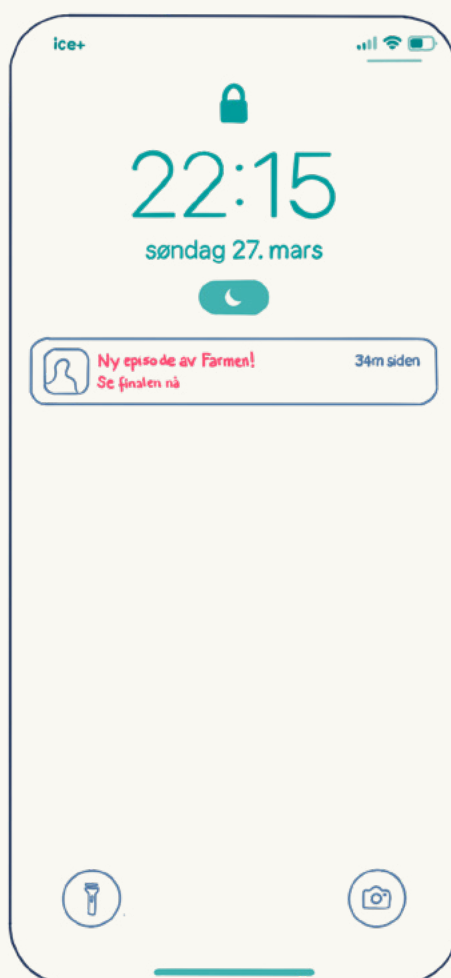 ice+
22:15
søndag 27. mars
Ny episode av Farmen! 34m siden
Se finalen nå